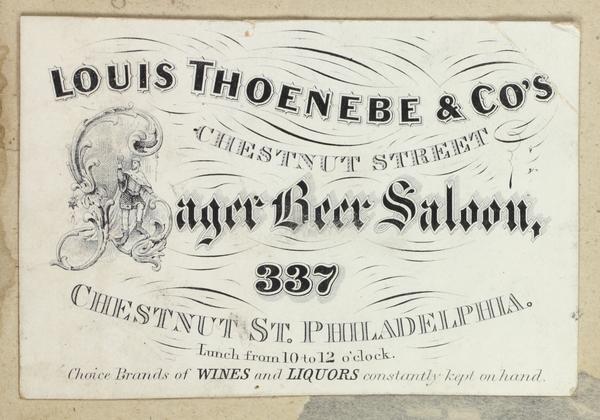 LOUIS THOENEBE & CO'S
CHESTNUT STREET
Lager Beer Saloon,
337
CHESTNUT ST. PHILADELPHIA.
Lunch from 10 to 12 o'clock.
Choice Brands of WINES and LIQUORS constantly kept on hand.